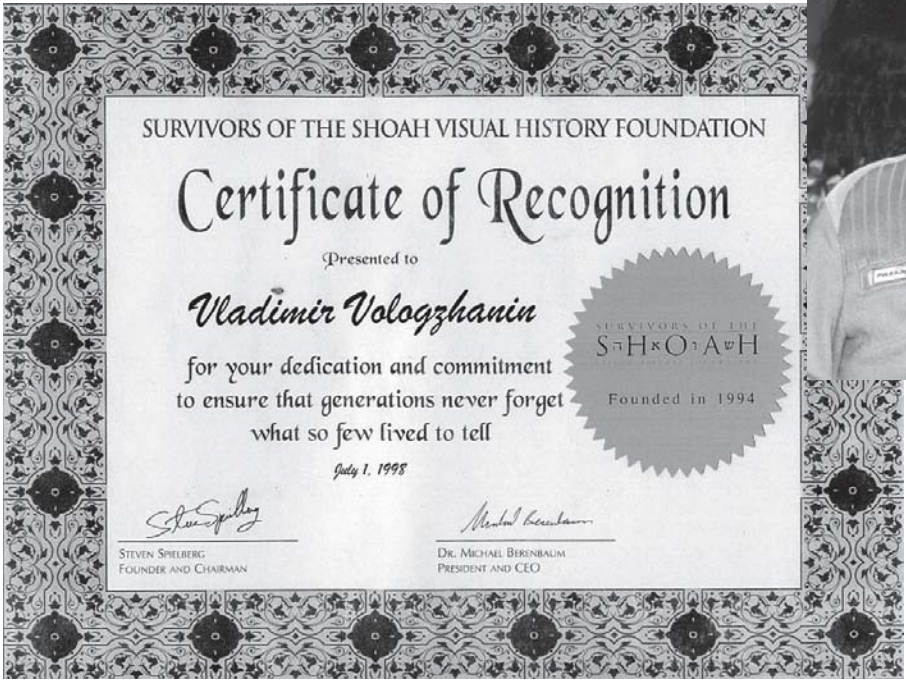 SURVIVORS OF THE SHOAH VISUAL HISTORY FOUNDATION
Certificate of Recognition
Presented to
Vladimir Vologzhanin
for your dedication and commitment
to ensure that generations never forget
what so few lived to tell
July 1, 1998
SURVIVORS OF THE
SהHאOוAשH
Founded in 1994
Steven Spielberg
Founder and Chairman
Dr. Michael Berenbaum
President and CEO